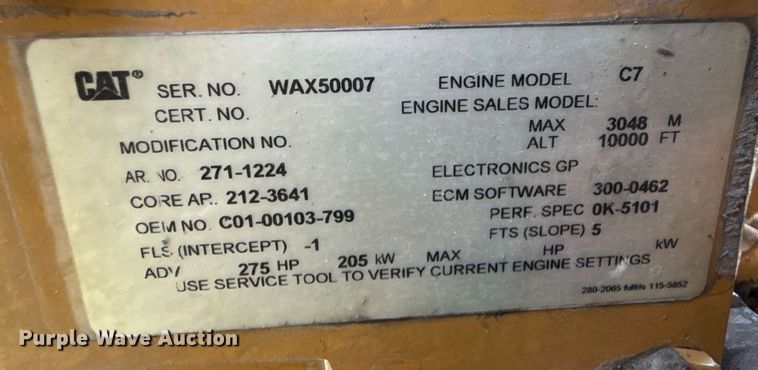 CAT® SER. NO. WAX50007 ENGINE MODEL C7
CERT. NO. ENGINE SALES MODEL:
MODIFICATION NO. MAX 3048 M
ALT 10000 FT
AR. NO. 271-1224 ELECTRONICS GP
CORE AR. 212-3641 ECM SOFTWARE 300-0462
OEM NO. C01-00103-799 PERF. SPEC 0K-5101
FLS (INTERCEPT) -1 FTS (SLOPE) 5
ADV 275 HP 205 kW MAX HP kW
USE SERVICE TOOL TO VERIFY CURRENT ENGINE SETTINGS
280-2065 fulfills 115-5852
Purple Wave Auction